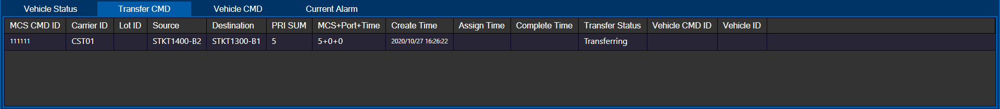 Vehicle Status Transfer CMD Vehicle CMD Current Alarm
MCS CMD ID Carrier ID Lot ID Source Destination PRI SUM MCS+Port+Time Create Time Assign Time Complete Time Transfer Status Vehicle CMD ID Vehicle ID
111111 CST01 STKT1400-B2 STKT1300-B1 5 5+0+0 2020/10/27 16:26:22 Transferring